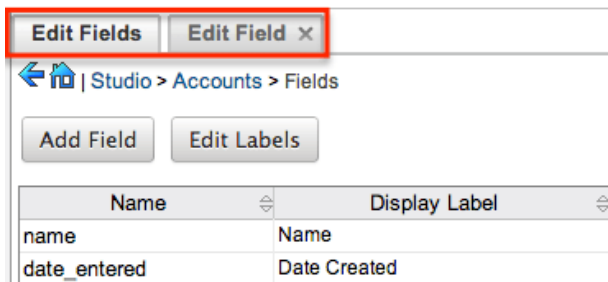 Edit Fields Edit Field ×
| Studio > Accounts > Fields
Add Field Edit Labels
Name Display Label
name Name
date_entered Date Created